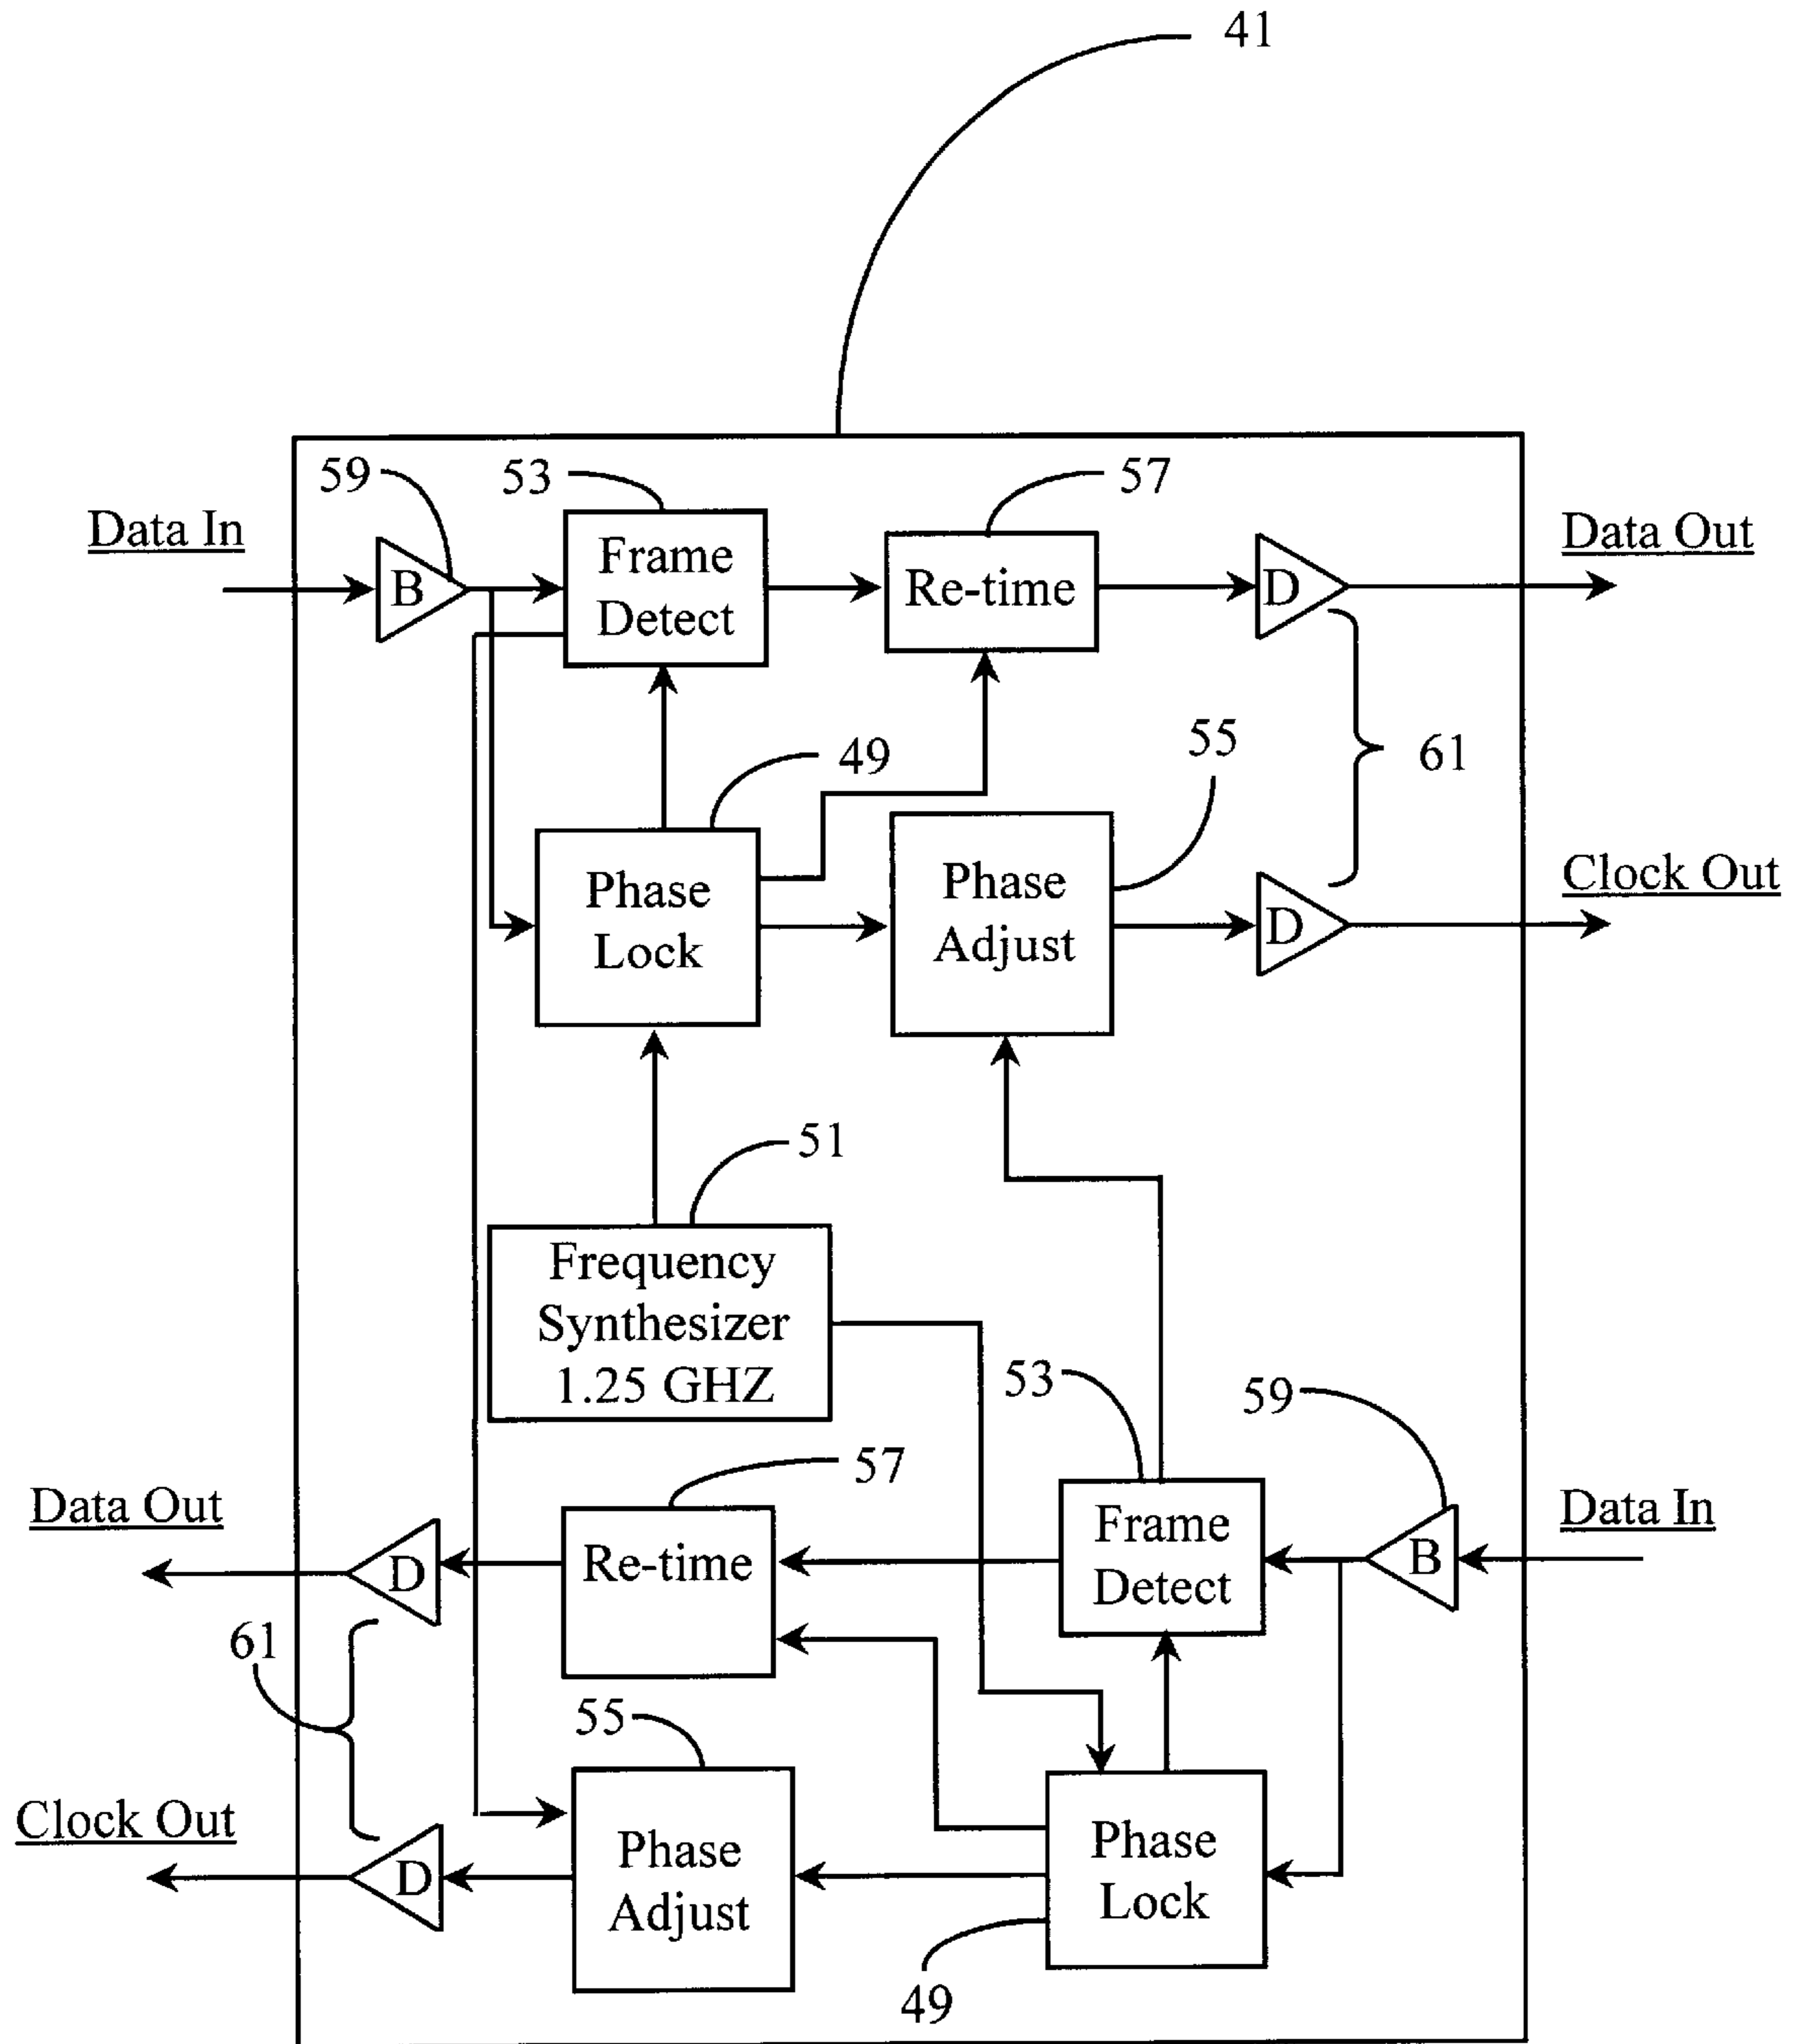 41
59
53
57
Data In
B
Frame
Detect
Re-time
D
Data Out
49
55
61
Phase
Lock
Phase
Adjust
D
Clock Out
51
Frequency
Synthesizer
1.25 GHZ
53
59
57
Data Out
D
Re-time
Frame
Detect
B
Data In
61
55
Clock Out
D
Phase
Adjust
Phase
Lock
49